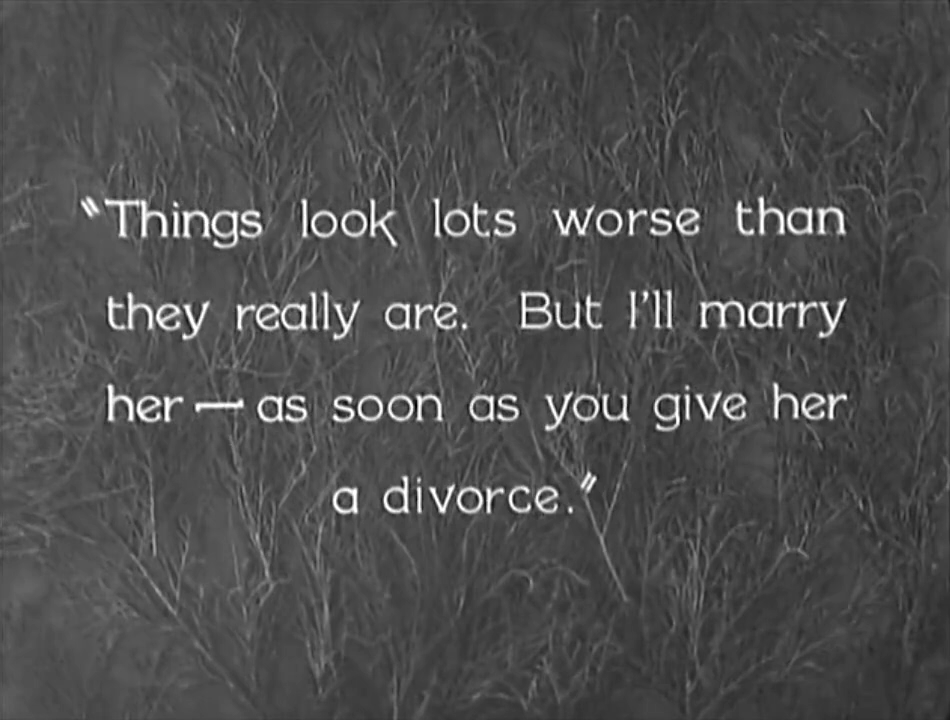 "Things look lots worse than
they really are. But I'll marry
her — as soon as you give her
a divorce."